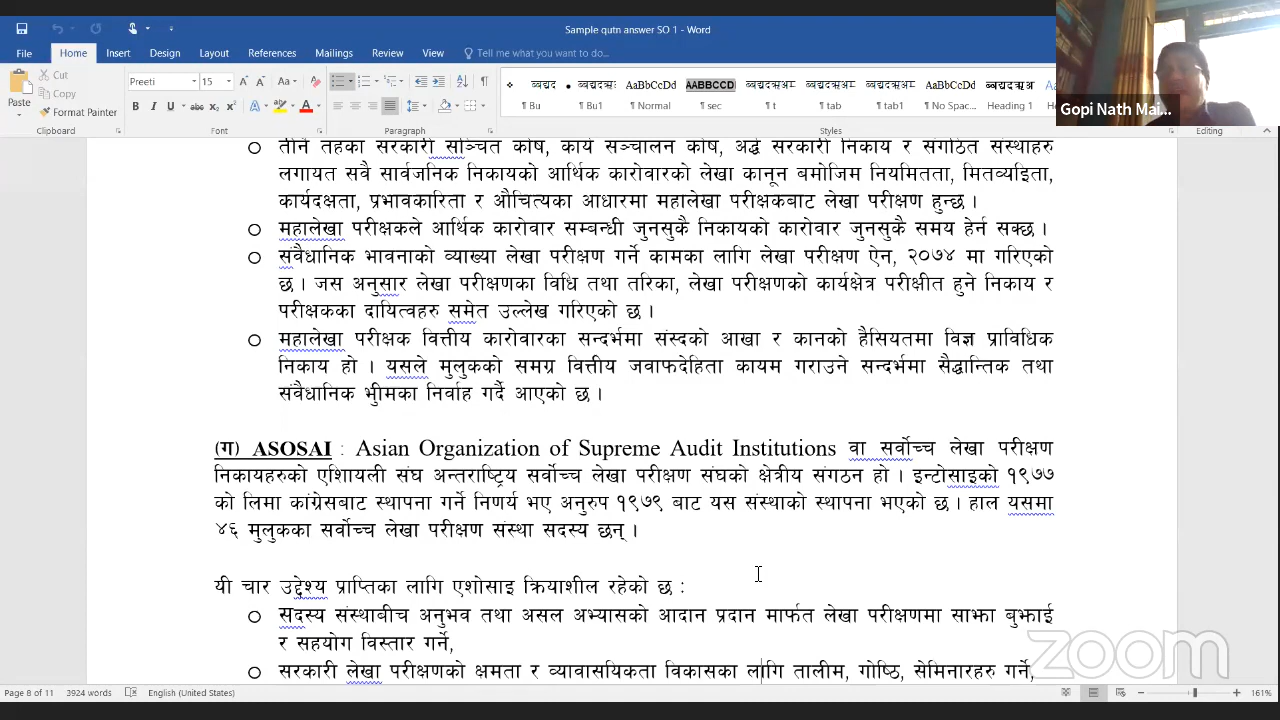 Sample qutn answer SO 1 - Word
File Home Insert Design Layout References Mailings Review View Tell me what you want to do...
Cut
Copy
Format Painter
Paste
Preeti 15
AaBbCcDd AABBCCD AaBbCcDd
¶ Bu ¶ Bu1 ¶ Normal ¶ sec ¶ t ¶ tab ¶ tab1 ¶ No Spac... Heading 1
Clipboard Font Paragraph Styles Editing
Gopi Nath Mai...
तीनै तहका सरकारी सञ्चित कोष, कार्य सञ्चालन कोष, अर्द्ध सरकारी निकाय र संगठित संस्थाहरु
लगायत सवै सार्वजनिक निकायको आर्थिक कारोवारको लेखा कानून बमोजिम नियमितता, मितव्यइता,
कार्यदक्षता, प्रभावकारिता र औचित्यका आधारमा महालेखा परीक्षकबाट लेखा परीक्षण हुन्छ ।
महालेखा परीक्षकले आर्थिक कारोवार सम्बन्धी जुनसुकै निकायको कारोवार जुनसुकै समय हेर्न सक्छ ।
संवैधानिक भावनाको व्याख्या लेखा परीक्षण गर्ने कामका लागि लेखा परीक्षण ऐन, २०७४ मा गरिएको
छ । जस अनुसार लेखा परीक्षणका विधि तथा तरिका, लेखा परीक्षणको कार्यक्षेत्र परीक्षीत हुने निकाय र
परीक्षकका दायित्वहरु समेत उल्लेख गरिएको छ ।
महालेखा परीक्षक वित्तीय कारोवारका सन्दर्भमा संस्दको आखा र कानको हैसियतमा विज्ञ प्राविधिक
निकाय हो । यसले मुलुकको समग्र वित्तीय जवाफदेहिता कायम गराउने सन्दर्भमा सैद्धान्तिक तथा
संवैधानिक भुीमका निर्वाह गर्दै आएको छ ।
(ग) ASOSAI : Asian Organization of Supreme Audit Institutions वा सर्वोच्च लेखा परीक्षण
निकायहरुको एशिायली संघ अन्तराष्ट्रिय सर्वोच्च लेखा परीक्षण संघको क्षेत्रीय संगठन हो । इन्टोसाइको १९७७
को लिमा कांग्रेसबाट स्थापना गर्ने निणर्य भए अनुरुप १९७९ बाट यस संस्थाको स्थापना भएको छ । हाल यसमा
४६ मुलुकका सर्वोच्च लेखा परीक्षण संस्था सदस्य छन् ।
यी चार उद्देश्य प्राप्तिका लागि एशोसाइ क्रियाशील रहेको छ :
सदस्य संस्थाबीच अनुभव तथा असल अभ्यासको आदान प्रदान मार्फत लेखा परीक्षणमा साझा बुझाई
र सहयोग विस्तार गर्ने,
सरकारी लेखा परीक्षणको क्षमता र व्यावासयिकता विकासका लागि तालीम, गोष्ठि, सेमिनारहरु गर्ने,
zoom
Page 8 of 11 3924 words English (United States) 161%